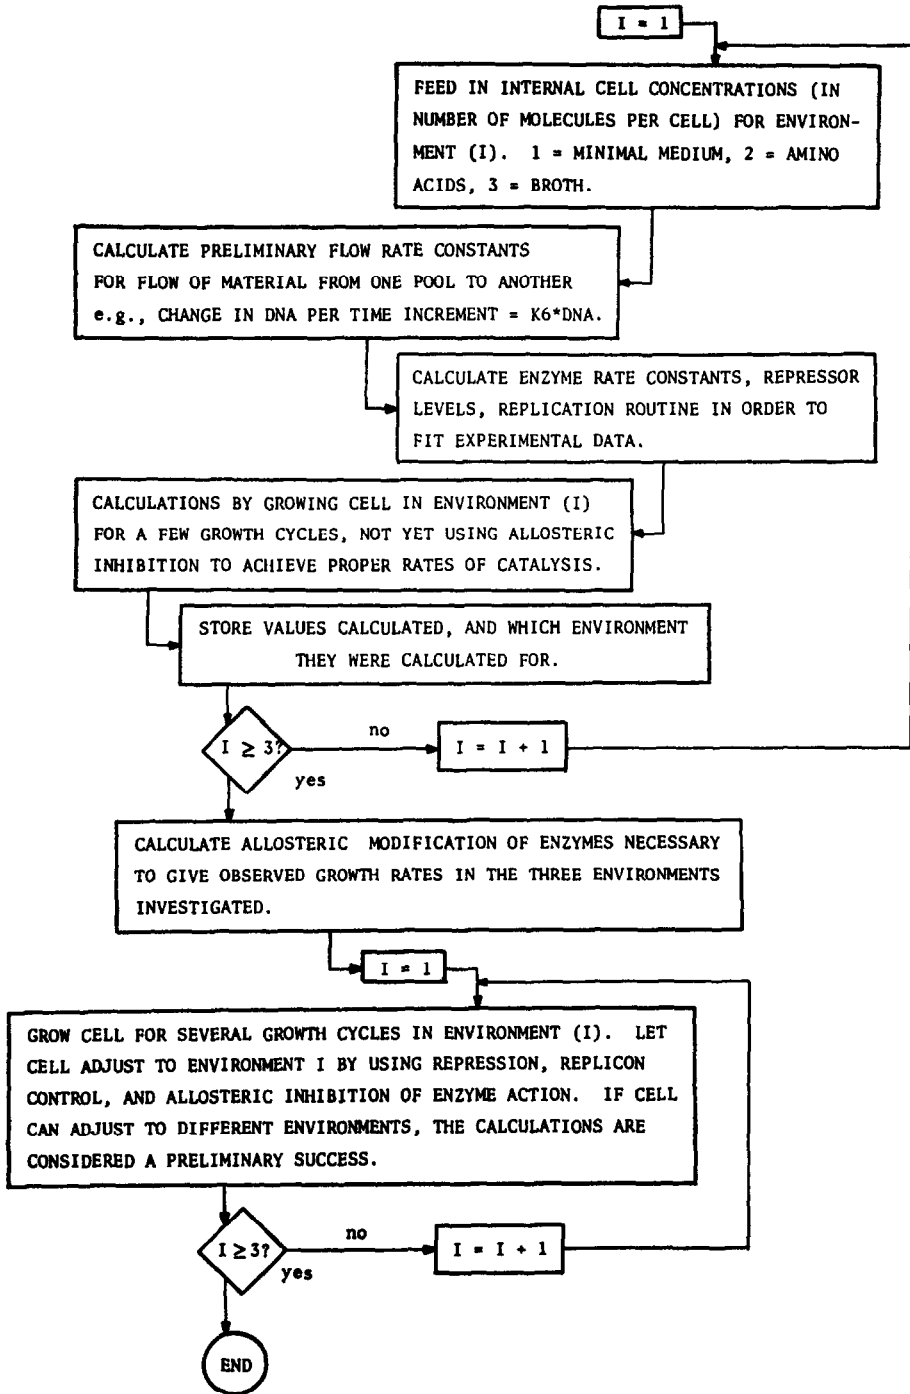 I = 1
FEED IN INTERNAL CELL CONCENTRATIONS (IN
NUMBER OF MOLECULES PER CELL) FOR ENVIRON-
MENT (I). 1 = MINIMAL MEDIUM, 2 = AMINO
ACIDS, 3 = BROTH.
CALCULATE PRELIMINARY FLOW RATE CONSTANTS
FOR FLOW OF MATERIAL FROM ONE POOL TO ANOTHER
e.g., CHANGE IN DNA PER TIME INCREMENT = K6*DNA.
CALCULATE ENZYME RATE CONSTANTS, REPRESSOR
LEVELS, REPLICATION ROUTINE IN ORDER TO
FIT EXPERIMENTAL DATA.
CALCULATIONS BY GROWING CELL IN ENVIRONMENT (I)
FOR A FEW GROWTH CYCLES, NOT YET USING ALLOSTERIC
INHIBITION TO ACHIEVE PROPER RATES OF CATALYSIS.
STORE VALUES CALCULATED, AND WHICH ENVIRONMENT
THEY WERE CALCULATED FOR.
I ≥ 3?
no
I = I + 1
yes
CALCULATE ALLOSTERIC MODIFICATION OF ENZYMES NECESSARY
TO GIVE OBSERVED GROWTH RATES IN THE THREE ENVIRONMENTS
INVESTIGATED.
I = 1
GROW CELL FOR SEVERAL GROWTH CYCLES IN ENVIRONMENT (I). LET
CELL ADJUST TO ENVIRONMENT I BY USING REPRESSION, REPLICON
CONTROL, AND ALLOSTERIC INHIBITION OF ENZYME ACTION. IF CELL
CAN ADJUST TO DIFFERENT ENVIRONMENTS, THE CALCULATIONS ARE
CONSIDERED A PRELIMINARY SUCCESS.
I ≥ 3?
no
I = I + 1
yes
END